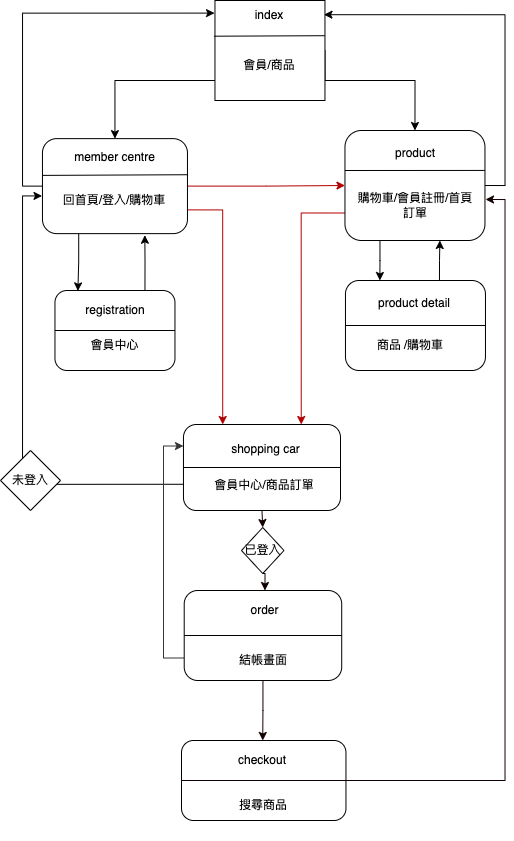 index
會員/商品
member centre
回首頁/登入/購物車
product
購物車/會員註冊/首頁
訂單
registration
會員中心
product detail
商品 /購物車
shopping car
會員中心/商品訂單
未登入
已登入
order
結帳畫面
checkout
搜尋商品